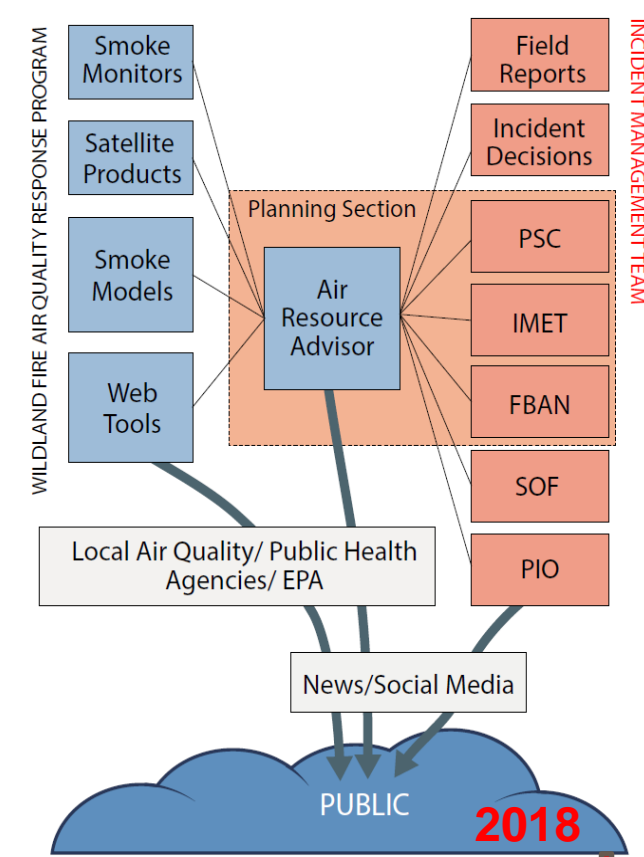 WILDLAND FIRE AIR QUALITY RESPONSE PROGRAM
Smoke
Monitors
Satellite
Products
Smoke
Models
Web
Tools
Planning Section
Air
Resource
Advisor
Field
Reports
Incident
Decisions
PSC
IMET
FBAN
SOF
PIO
INCIDENT MANAGEMENT TEAM
Local Air Quality/ Public Health
Agencies/ EPA
News/Social Media
PUBLIC
2018